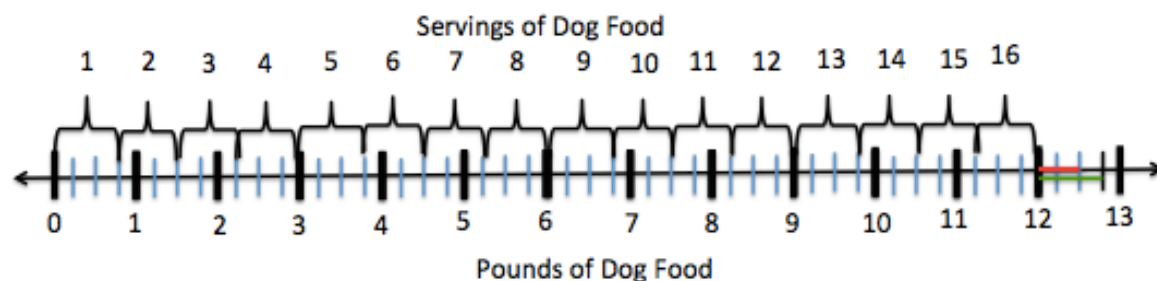 Servings of Dog Food
1 2 3 4 5 6 7 8 9 10 11 12 13 14 15 16
0 1 2 3 4 5 6 7 8 9 10 11 12 13
Pounds of Dog Food